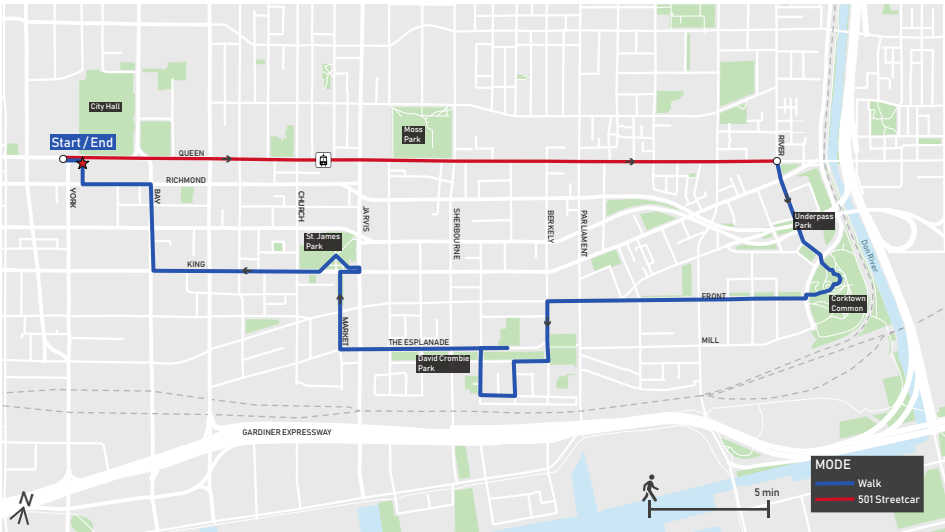 City Hall
Start / End
Moss
Park
QUEEN
RIVER
RICHMOND
YORK
BAY
CHURCH
JARVIS
SHERBOURNE
BERKELY
PARLIAMENT
Underpass
Park
St. James
Park
Don River
KING
FRONT
Corktown
Common
MARKET
THE ESPLANADE
MILL
David Crombie
Park
GARDINER EXPRESSWAY
MODE
Walk
501 Streetcar
5 min
N